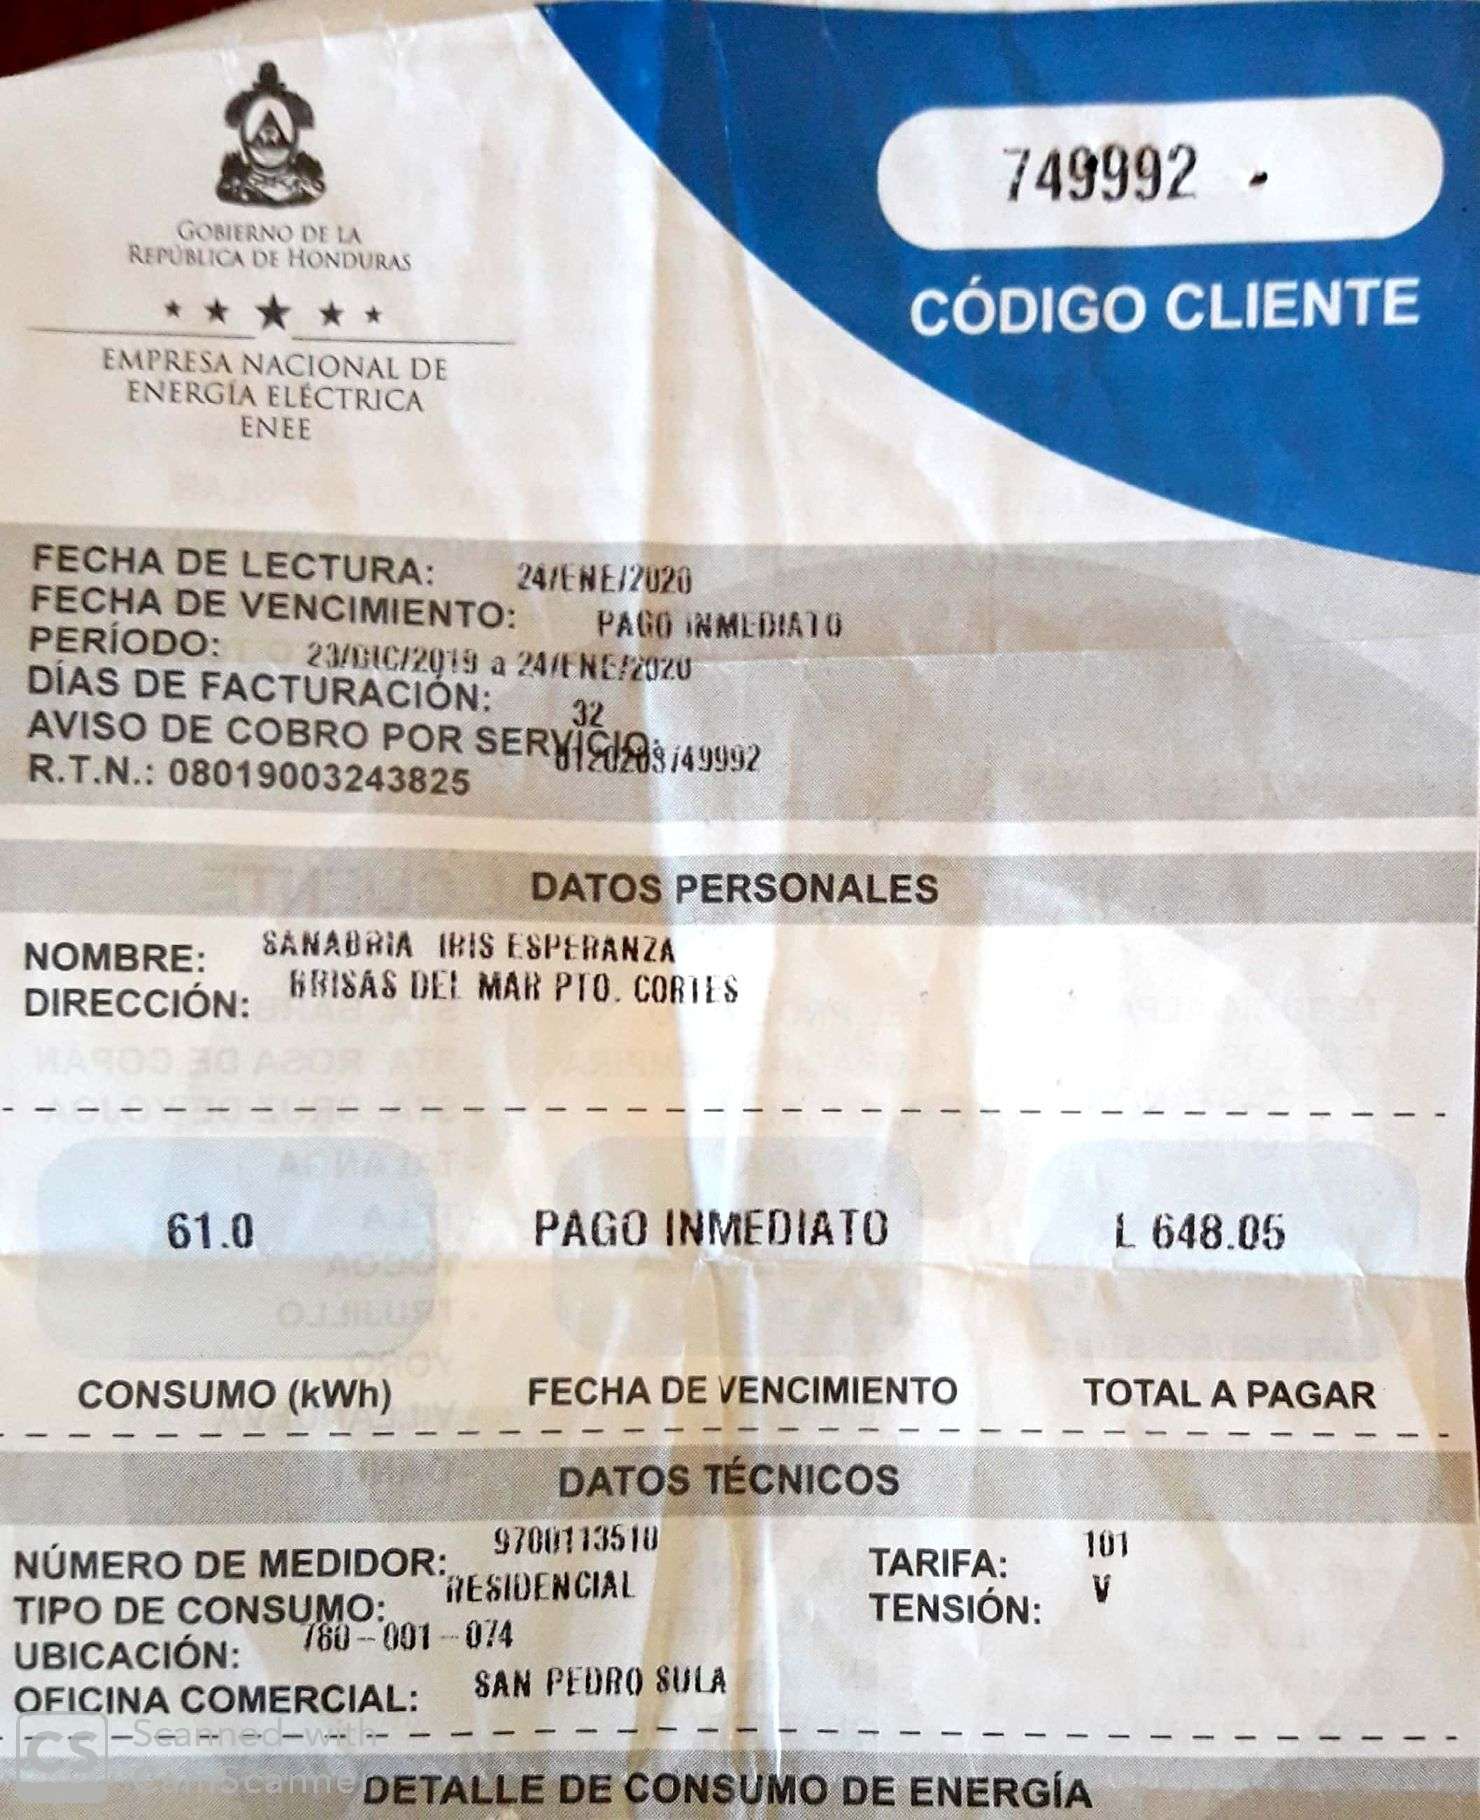 749992 -
CÓDIGO CLIENTE
GOBIERNO DE LA
REPÚBLICA DE HONDURAS
EMPRESA NACIONAL DE
ENERGÍA ELÉCTRICA
ENEE
FECHA DE LECTURA: 24/ENE/2020
FECHA DE VENCIMIENTO: PAGO INMEDIATO
PERÍODO: 23/DIC/2019 a 24/ENE/2020
DÍAS DE FACTURACIÓN: 32
AVISO DE COBRO POR SERVICIO:
R.T.N.: 08019003243825
DATOS PERSONALES
NOMBRE: SANABRIA IRIS ESPERANZA
DIRECCIÓN: BRISAS DEL MAR PTO. CORTES
61.0 PAGO INMEDIATO L 648.05
CONSUMO (kWh) FECHA DE VENCIMIENTO TOTAL A PAGAR
DATOS TÉCNICOS
NÚMERO DE MEDIDOR: 9700113510 TARIFA: 101
TIPO DE CONSUMO: RESIDENCIAL TENSIÓN: V
UBICACIÓN: 780-001-074
OFICINA COMERCIAL: SAN PEDRO SULA
CS Scanned with
CamScanner
DETALLE DE CONSUMO DE ENERGÍA